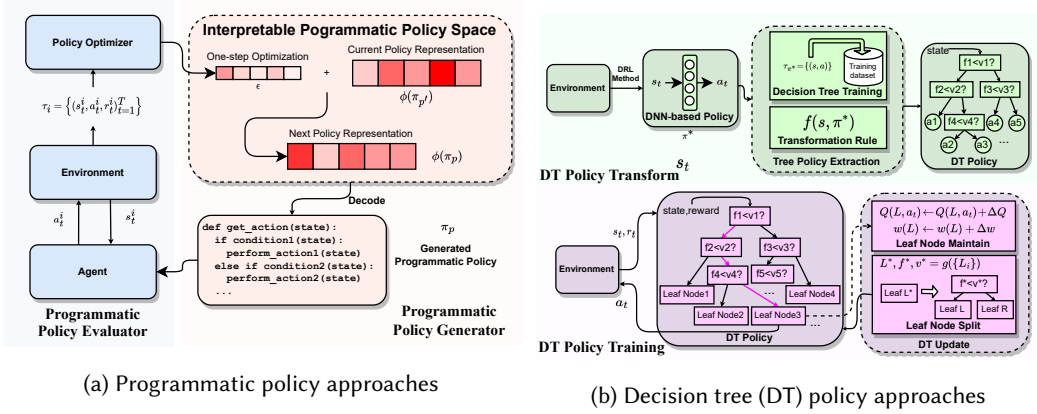 Policy Optimizer
τ_i = {(s_t^i, a_t^i, r_t^i)_{t=1}^T}
Environment
a_t^i
s_t^i
Agent
Programmatic
Policy Evaluator
Interpretable Pogrammatic Policy Space
One-step Optimization
ϵ
+
Current Policy Representation
ϕ(π_{p'})
Next Policy Representation
ϕ(π_p)
Decode
def get_action(state):
if condition1(state):
perform_action1(state)
else if condition2(state):
perform_action2(state)
...
π_p
Generated
Programmatic Policy
Programmatic
Policy Generator
(a) Programmatic policy approaches
Environment
DRL
Method
s_t
a_t
DNN-based Policy
π*
τ_{π*}={(s,a)}
Training
dataset
Decision Tree Training
f(s, π*)
Transformation Rule
Tree Policy Extraction
state
f1<v1?
f2<v2?
f3<v3?
a1
f4<v4?
a4
a5
a2
a3
...
DT Policy
DT Policy Transform
s_t
Environment
s_t, r_t
a_t
state,reward
f1<v1?
f2<v2?
f3<v3?
f4<v4?
f5<v5?
Leaf Node1
...
Leaf Node4
Leaf Node2
Leaf Node3
...
DT Policy
DT Policy Training
Q(L, a_t) ← Q(L, a_t)+ΔQ
w(L) ← w(L) + Δw
Leaf Node Maintain
L*, f*, v* = g({L_i})
Leaf L*
f*<v*?
Leaf L
Leaf R
Leaf Node Split
DT Update
(b) Decision tree (DT) policy approaches